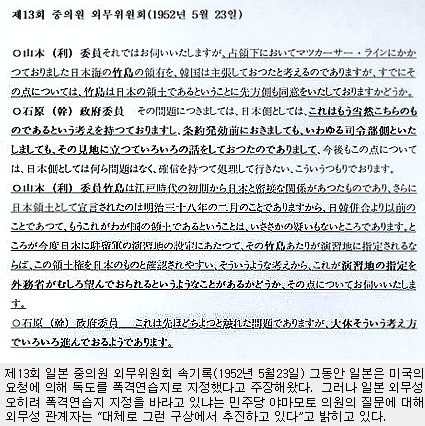 제13회 중의원 외무위원회(1952년 5월 23일)
○山本（利）委員それではお伺いいたしますが、占領下においてマツカーサー・ラインにかか
つておりました日本海の竹島の領有を、韓国は主張しておつたと考えるのでありますが、すでにそ
の点については、竹島は日本の領土であるということに先方側も同意をいたしておりますかどうか。
○石原（幹）政府委員　その問題につきましては、日本側としては、これはもう当然こちらのも
のであるという考えを持つておりますし、条約発効前におきましても、いわゆる司令部側といた
しましても、その見地に立つていろいろの話をしておつたのでありまして、今後もこの点につい
ては、日本側としては何ら問題はなく、確信を持つて処理して行きたい、こういうつもりでおります。
○山本（利）委員竹島は江戸時代の初期から日本と密接な関係があつたものであり、さらに
日本領土として宣言されたのは明治三十八年の二月のことでありますから、日韓併合より以前の
ことであつて、もうこれがわが国の領土であるということは、いささかの疑いもないところであります。と
ころが今度日本に駐留軍の演習地の設定にあたつて、その竹島あたりが演習地に指定されるな
らば、この領土権を日本のものと確認されやすい、そういうような考えから、これが演習地の指定を
外務省がむしろ望んでおられるというようなことがあるかどうか、その点についてお伺いいたしま
す。
○石原（幹）政府委員　これは先ほどちよつと触れた問題でありますが、大体そういう考え方
でいろいろ進んでおるようであります。
제13회 일본 중의원 외무위원회 속기록(1952년 5월23일) 그동안 일본은 미국의
요청에 의해 독도를 폭격연습지로 지정했다고 주장해왔다. 그러나 일본 외무성
오히려 폭격연습지 지정을 바라고 있냐는 민주당 야마모토 의원의 질문에 대해
외무성 관계자는 “대체로 그런 구상에서 추진하고 있다”고 밝히고 있다.